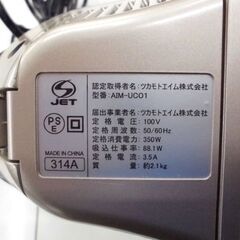 JET
認定取得者名：ツカモトエイム株式会社
型番：AIM-UC01
PSE
届出事業者名：ツカモトエイム株式会社
定格電圧：100V
定格周波数：50/60Hz
定格消費電力：350W
吸込仕事率：88.1W
定格電流：3.5A
質量：約2.1kg
MADE IN CHINA
314A